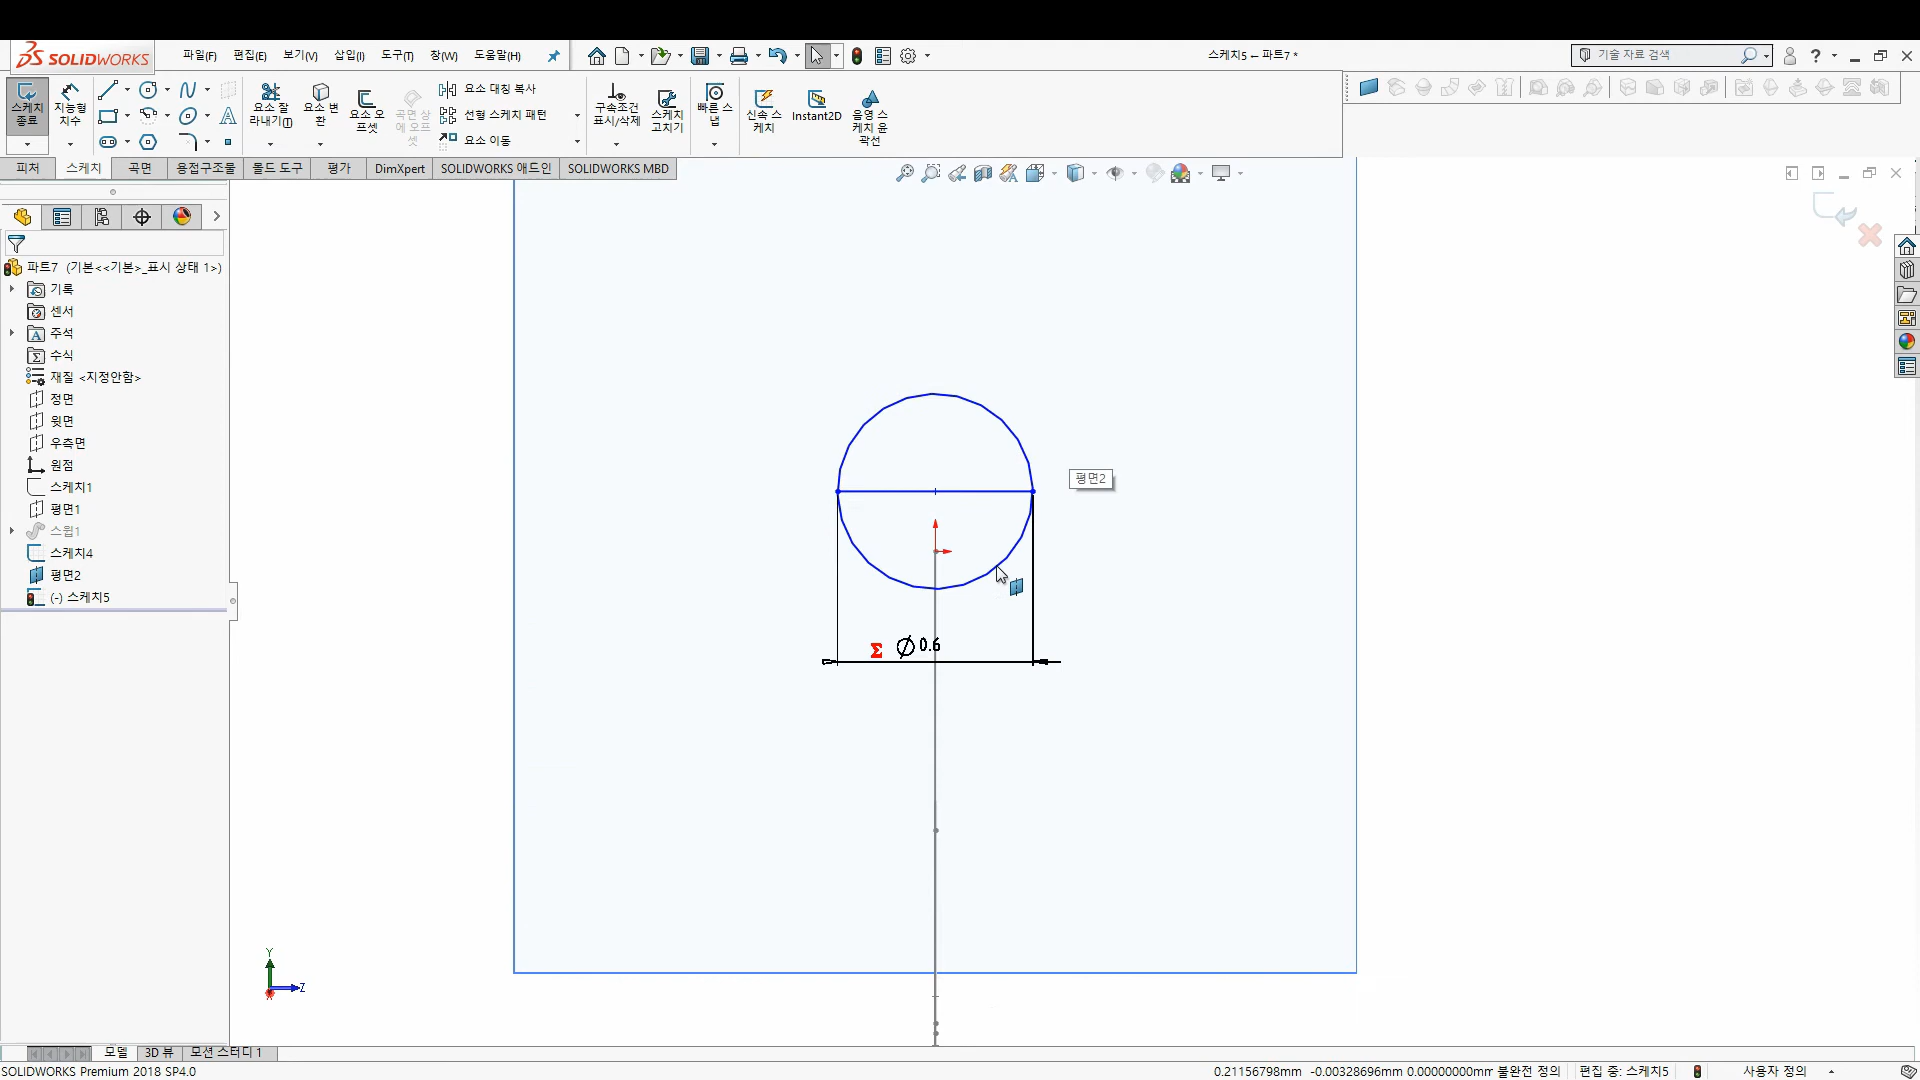 SOLIDWORKS
파일(F) 편집(E) 보기(V) 삽입(I) 도구(T) 창(W) 도움말(H)
스케치5 – 파트7 *
기술 자료 검색
?
스케치 종료
지능형 치수
요소 잘라내기(T)
요소 변환
요소 오프셋
곡면 상에 오프셋
요소 대칭 복사
선형 스케치 패턴
요소 이동
구속조건 표시/삭제
스케치 고치기
빠른 스냅
신속 스케치
Instant2D
음영 스케치 윤곽선
피처 스케치 곡면 용접구조물 몰드 도구 평가 DimXpert SOLIDWORKS 애드인 SOLIDWORKS MBD
파트7 (기본<<기본>_표시 상태 1>)
기록
센서
주석
수식
재질 <지정안함>
정면
윗면
우측면
원점
스케치1
평면1
스윕1
스케치4
평면2
(-) 스케치5
평면2
Σ ∅0.6
Y
Z
모델 3D 뷰 모션 스터디 1
SOLIDWORKS Premium 2018 SP4.0
0.21156798mm -0.00328696mm 0.00000000mm 불완전 정의 편집 중: 스케치5 사용자 정의